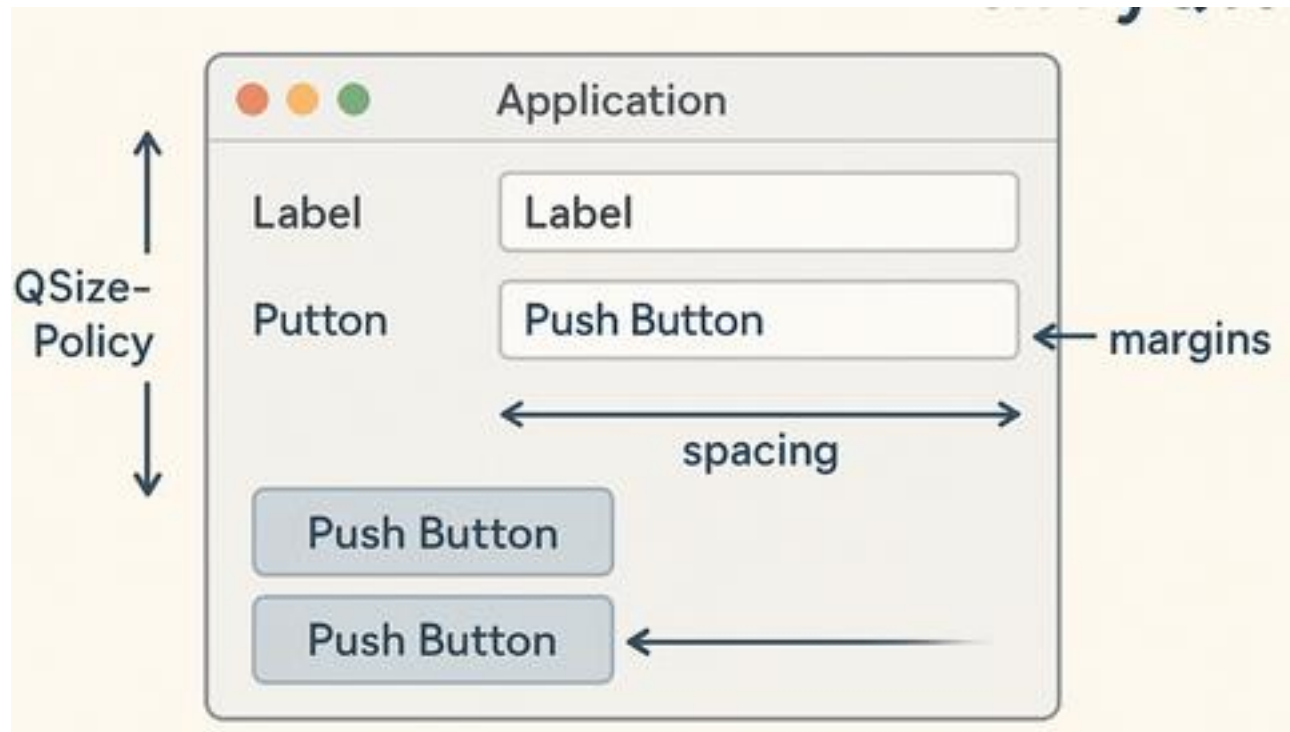 Application
Label
Label
QSize-
Policy
Putton
Push Button
margins
spacing
Push Button
Push Button